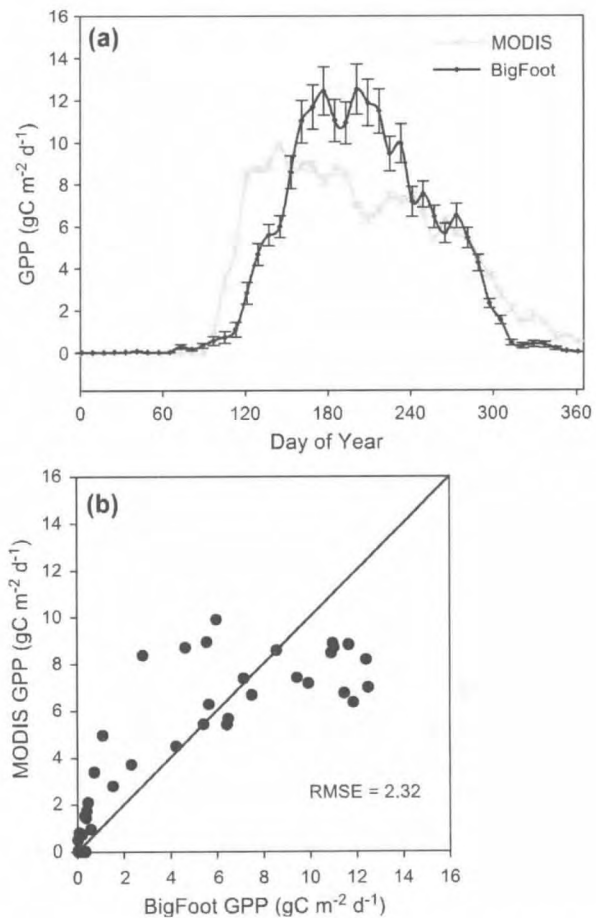 (a)
MODIS
BigFoot
16
14
12
10
8
6
4
2
0
GPP (gC m⁻² d⁻¹)
0 60 120 180 240 300 360
Day of Year
(b)
16
14
12
10
8
6
4
2
0
MODIS GPP (gC m⁻² d⁻¹)
RMSE = 2.32
0 2 4 6 8 10 12 14 16
BigFoot GPP (gC m⁻² d⁻¹)